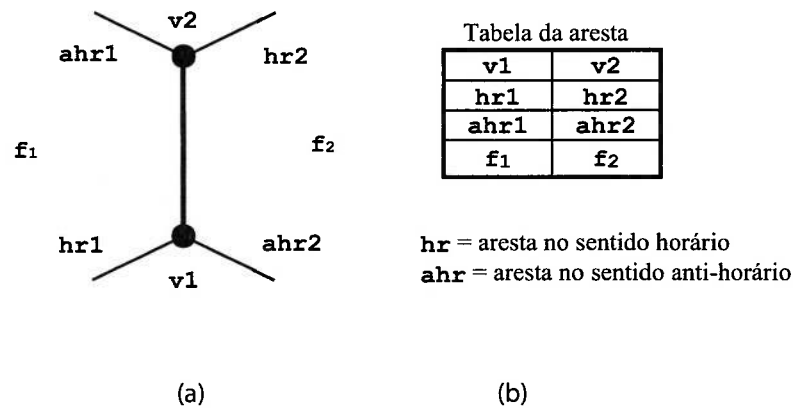 v2
ahr1
hr2
f1
f2
hr1
ahr2
v1
(a)
Tabela da aresta
v1 v2
hr1 hr2
ahr1 ahr2
f1 f2
hr = aresta no sentido horário
ahr = aresta no sentido anti-horário
(b)